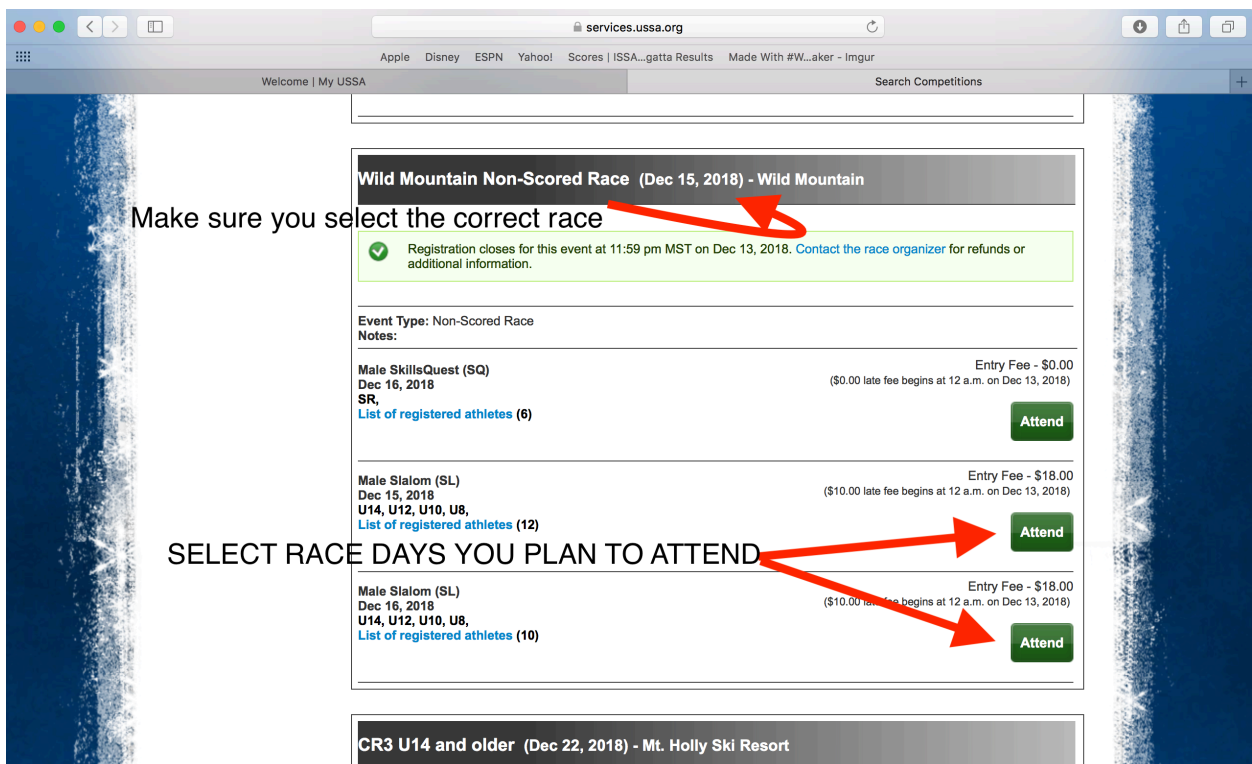 services.ussa.org
Apple Disney ESPN Yahoo! Scores | ISSA...gatta Results Made With #W...aker - Imgur
Welcome | My USSA Search Competitions
Wild Mountain Non-Scored Race (Dec 15, 2018) - Wild Mountain
Make sure you select the correct race
Registration closes for this event at 11:59 pm MST on Dec 13, 2018. Contact the race organizer for refunds or
additional information.
Event Type: Non-Scored Race
Notes:
Male SkillsQuest (SQ) Entry Fee - $0.00
Dec 16, 2018 ($0.00 late fee begins at 12 a.m. on Dec 13, 2018)
SR,
List of registered athletes (6) Attend
Male Slalom (SL) Entry Fee - $18.00
Dec 15, 2018 ($10.00 late fee begins at 12 a.m. on Dec 13, 2018)
U14, U12, U10, U8,
List of registered athletes (12) Attend
SELECT RACE DAYS YOU PLAN TO ATTEND
Male Slalom (SL) Entry Fee - $18.00
Dec 16, 2018 ($10.00 late fee begins at 12 a.m. on Dec 13, 2018)
U14, U12, U10, U8,
List of registered athletes (10) Attend
CR3 U14 and older (Dec 22, 2018) - Mt. Holly Ski Resort